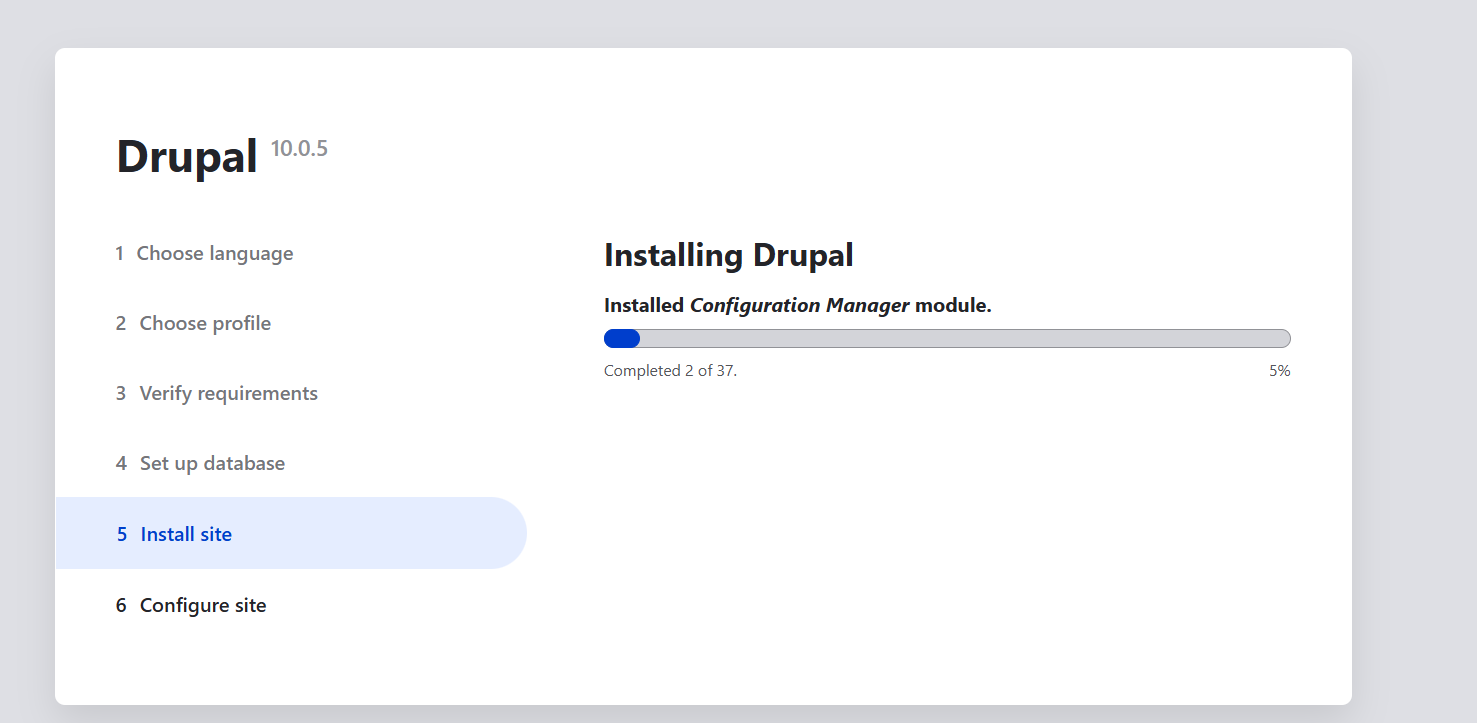 Drupal 10.0.5
1 Choose language
2 Choose profile
3 Verify requirements
4 Set up database
5 Install site
6 Configure site
Installing Drupal
Installed Configuration Manager module.
Completed 2 of 37.
5%